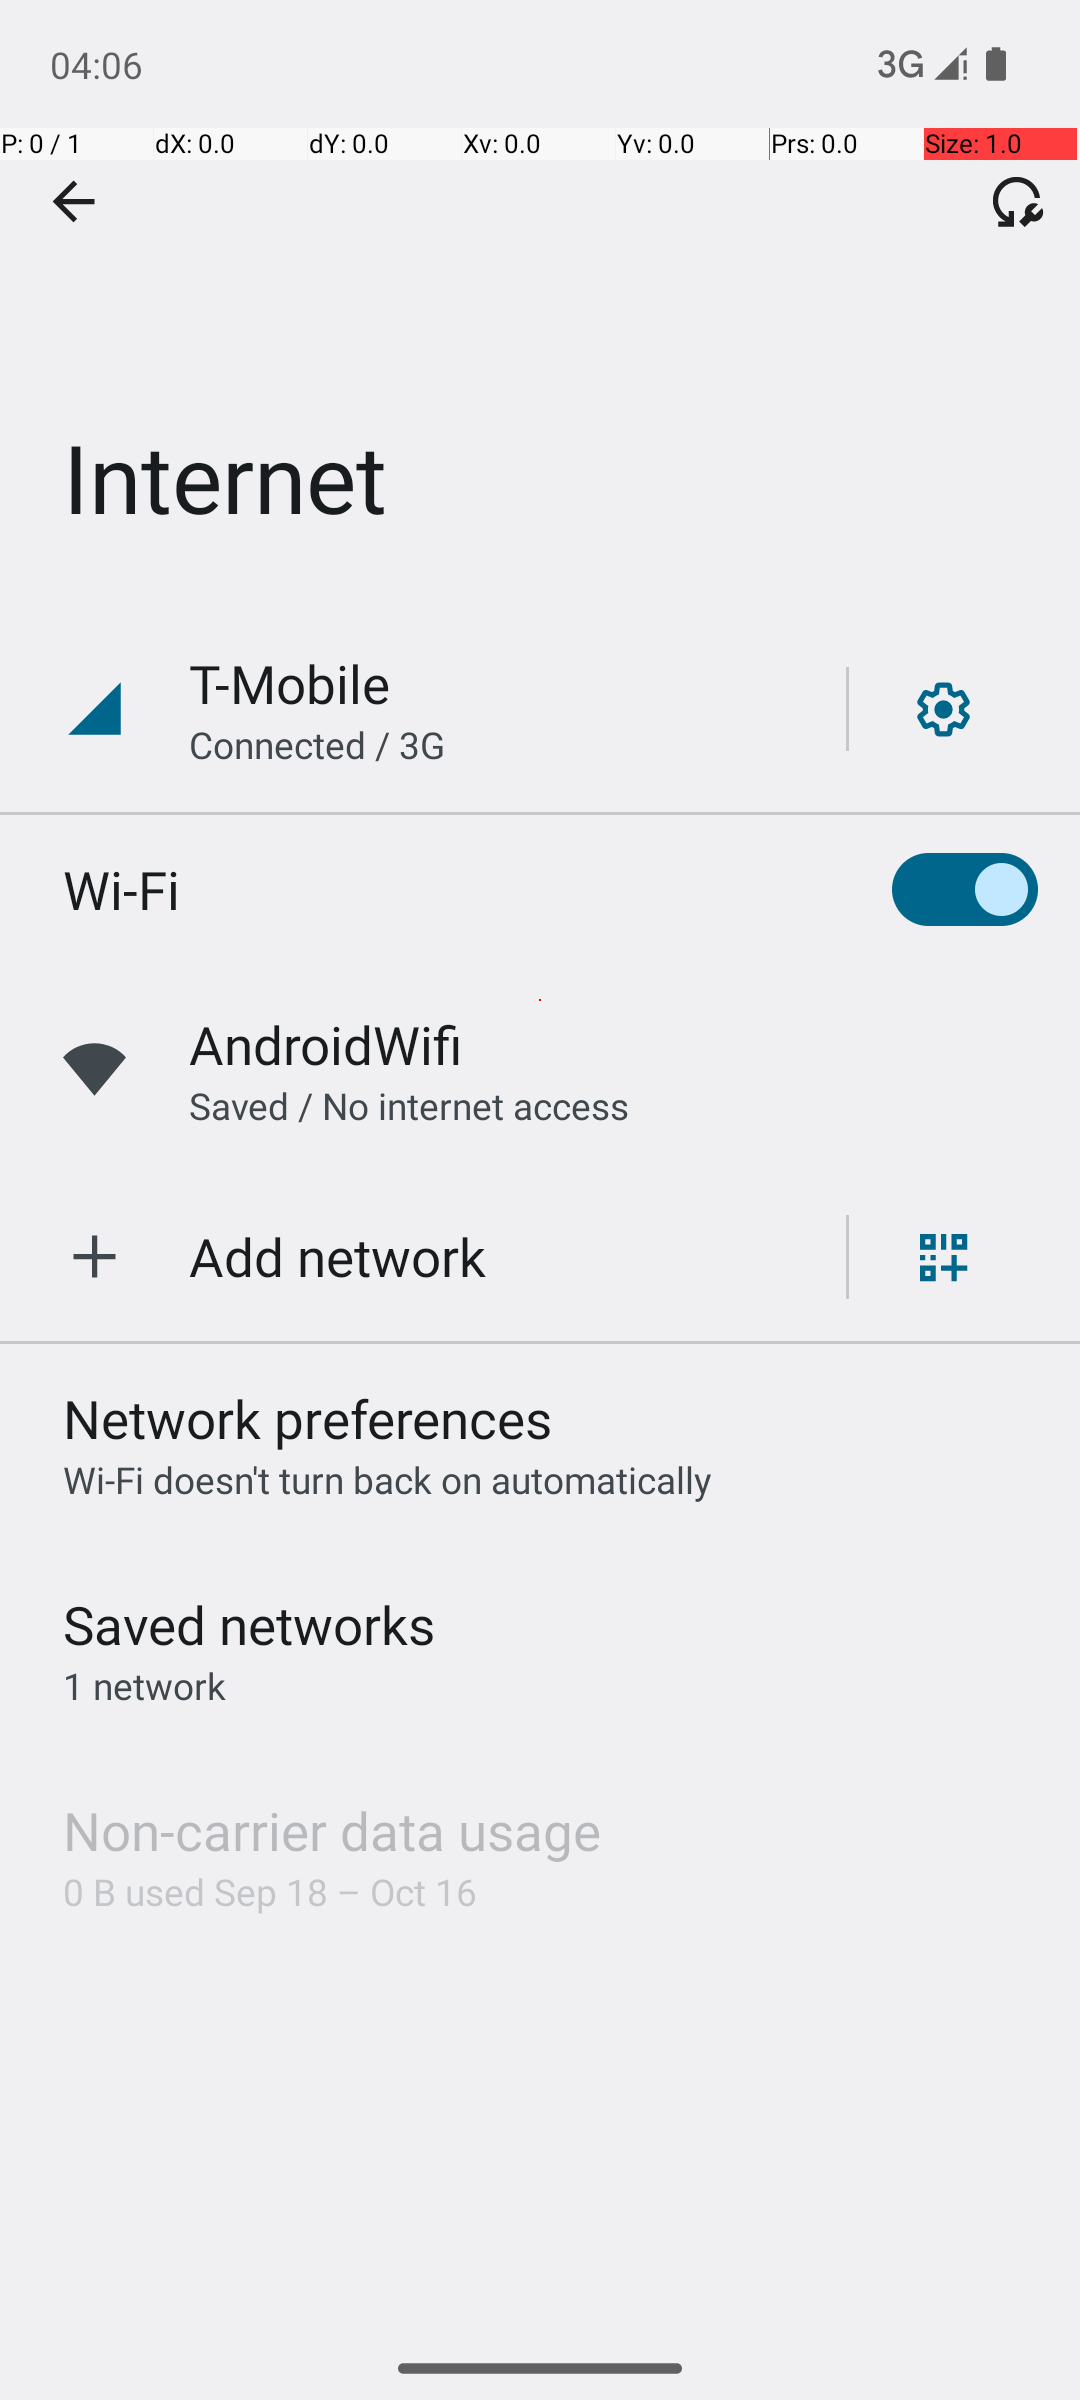 04:06
3G
P: 0 / 1 dX: 0.0 dY: 0.0 Xv: 0.0 Yv: 0.0 Prs: 0.0 Size: 1.0
Internet
T-Mobile
Connected / 3G
Wi-Fi
AndroidWifi
Saved / No internet access
Add network
Network preferences
Wi-Fi doesn't turn back on automatically
Saved networks
1 network
Non-carrier data usage
0 B used Sep 18 – Oct 16